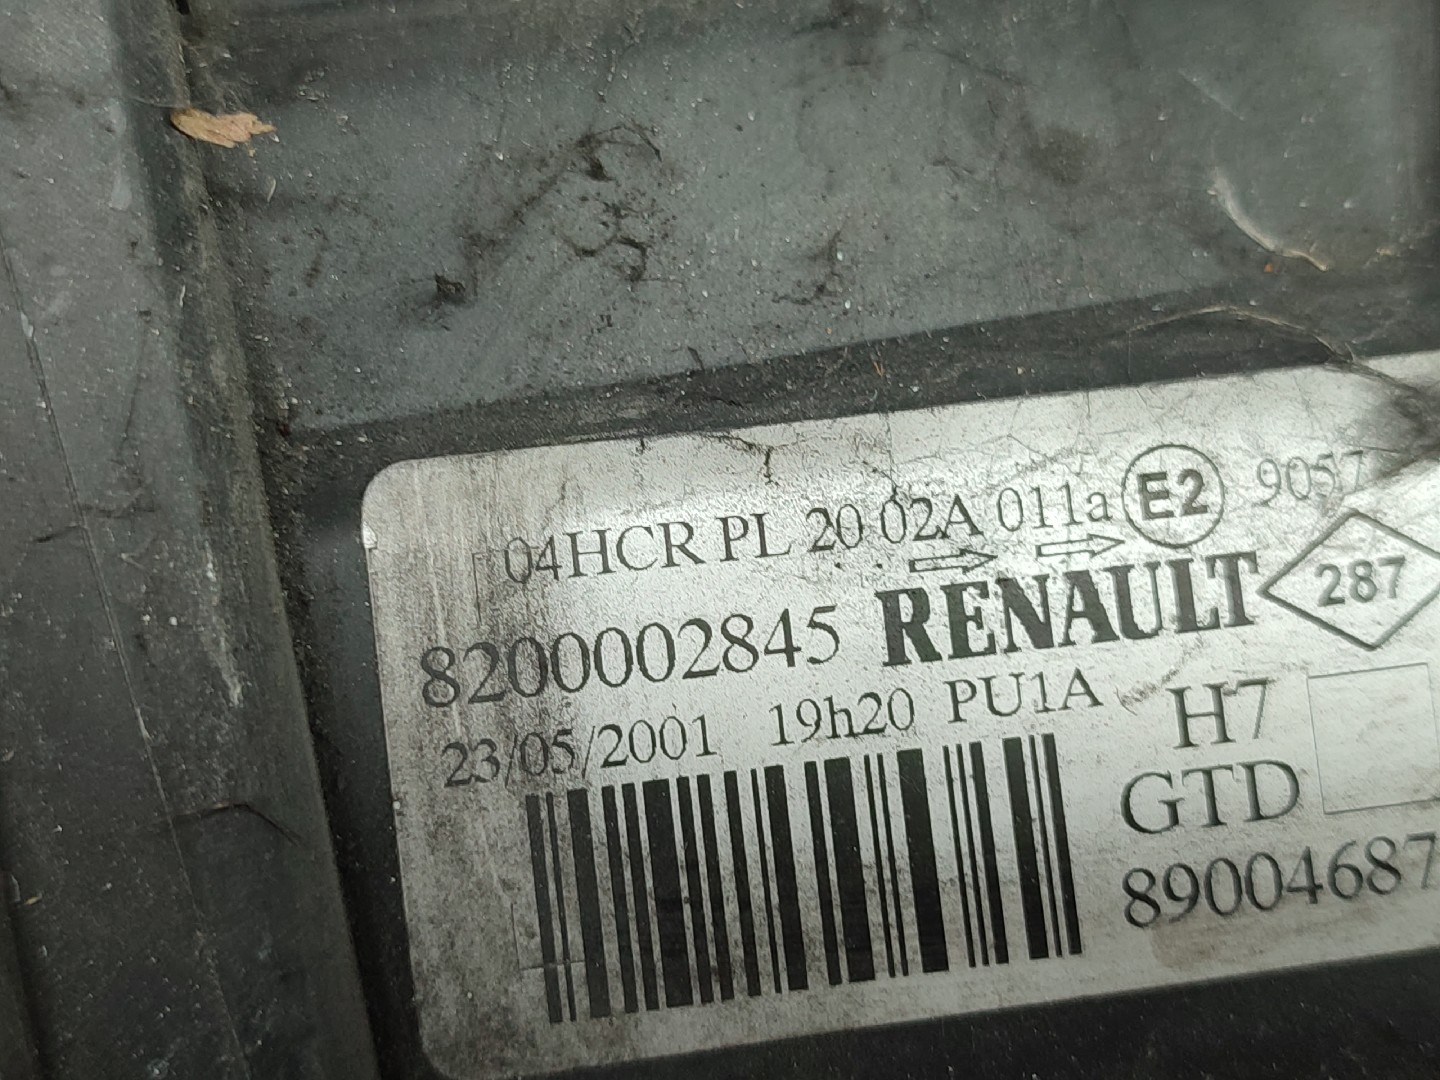 04HCR PL 20 02A 011a E2 9057
8200002845 RENAULT 287
23/05/2001 19h20 PU1A H7
GTD
89004687